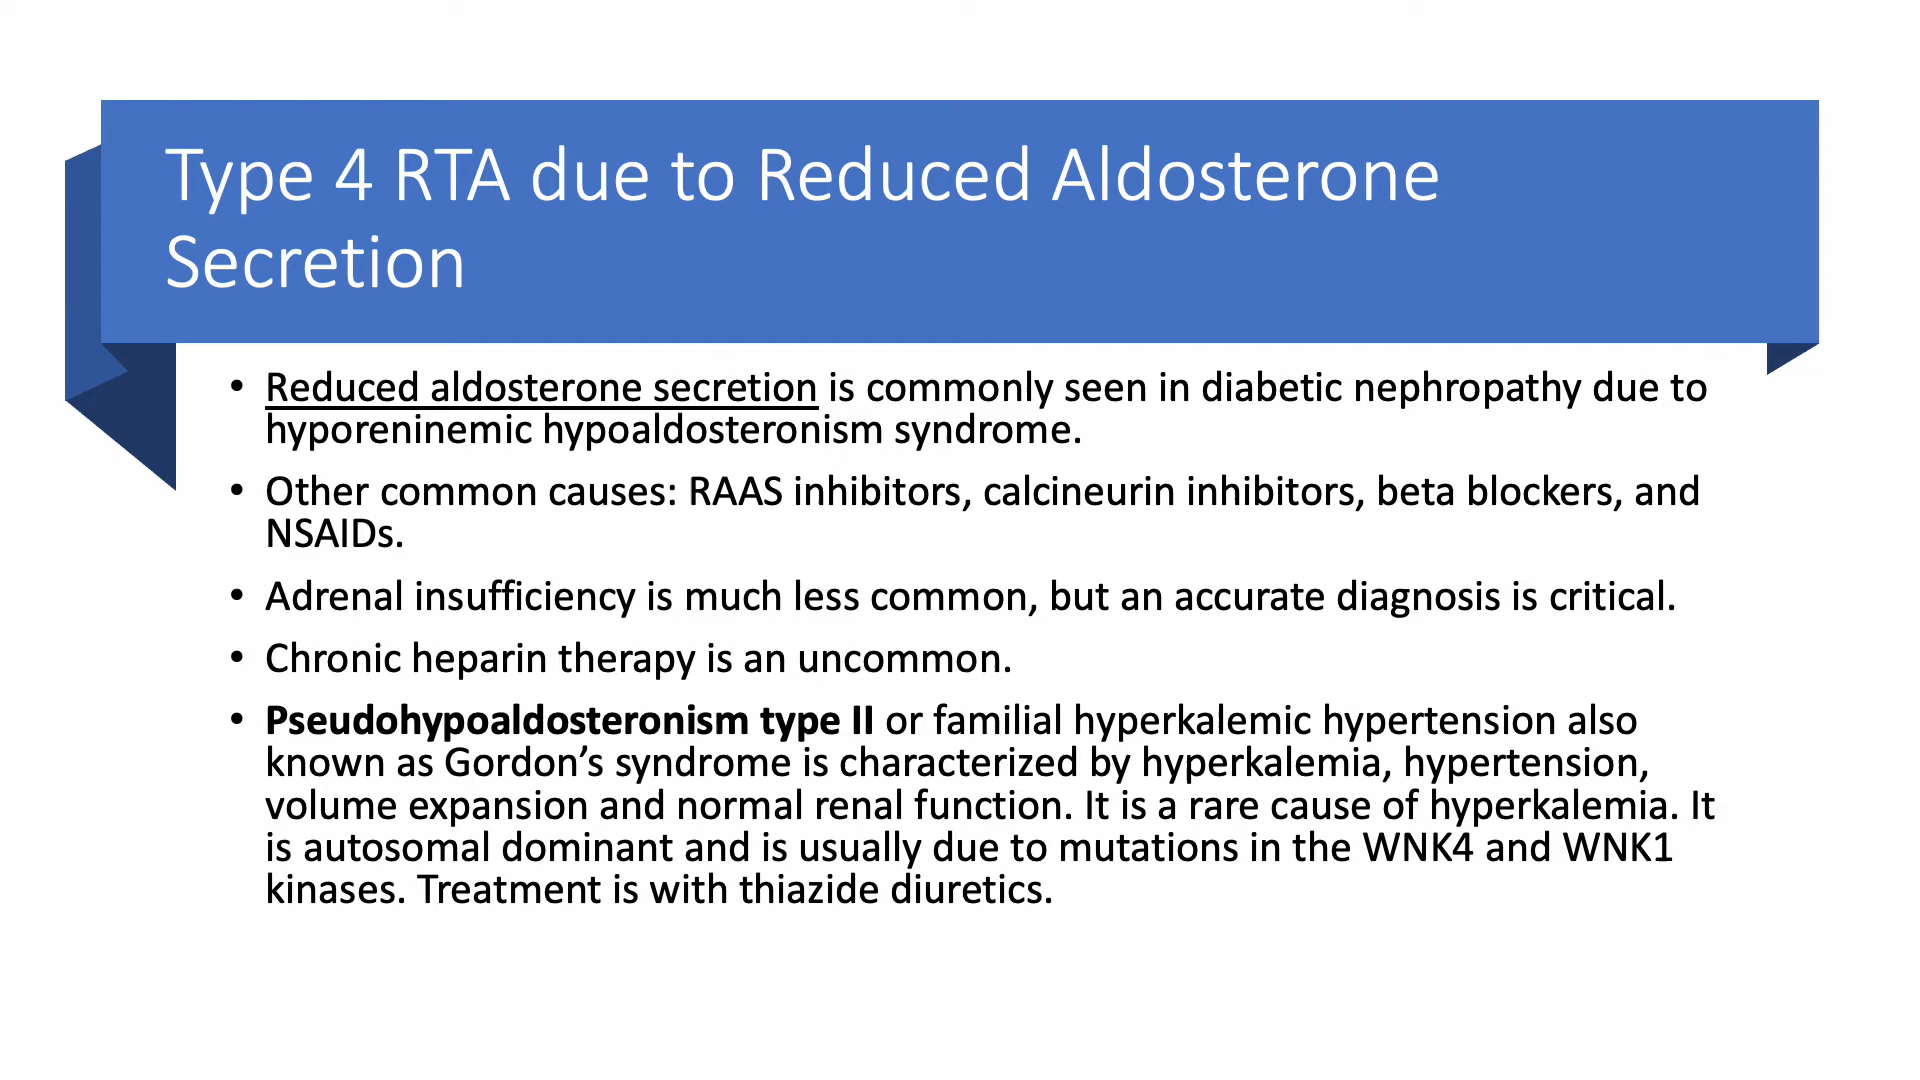 Type 4 RTA due to Reduced Aldosterone
Secretion
• Reduced aldosterone secretion is commonly seen in diabetic nephropathy due to
hyporeninemic hypoaldosteronism syndrome.
• Other common causes: RAAS inhibitors, calcineurin inhibitors, beta blockers, and
NSAIDs.
• Adrenal insufficiency is much less common, but an accurate diagnosis is critical.
• Chronic heparin therapy is an uncommon.
• Pseudohypoaldosteronism type II or familial hyperkalemic hypertension also
known as Gordon’s syndrome is characterized by hyperkalemia, hypertension,
volume expansion and normal renal function. It is a rare cause of hyperkalemia. It
is autosomal dominant and is usually due to mutations in the WNK4 and WNK1
kinases. Treatment is with thiazide diuretics.